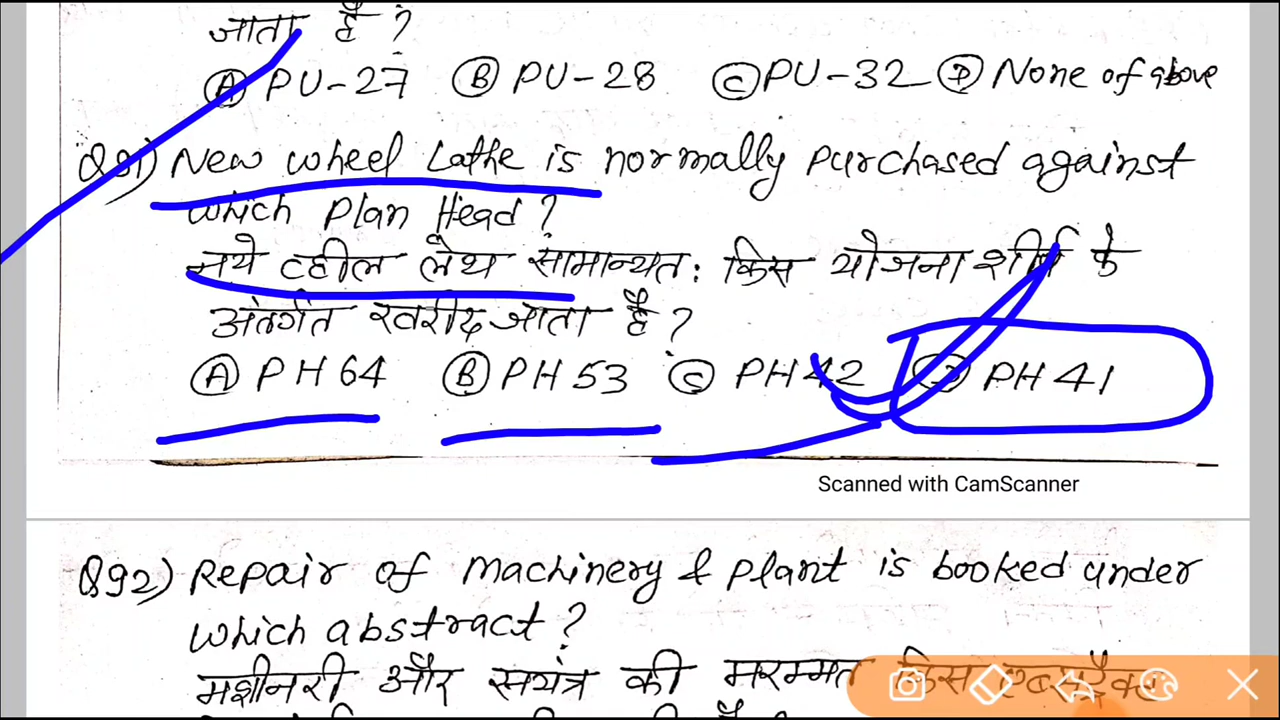 जाता है ?
Ⓐ PU-27 Ⓑ PU-28 Ⓒ PU-32 Ⓓ None of above
Q91) New wheel Lathe is normally purchased against
which plan Head ?
नये व्हील लेथ सामान्यत: किस योजना शीर्ष के
अंतर्गत खरीद जाता है ?
Ⓐ PH 64 Ⓑ PH 53 Ⓒ PH 42 Ⓓ PH 41
Scanned with CamScanner
Q92) Repair of machinery & plant is booked under
which abstract ?
मशीनरी और सयंत्र की मरम्मत किस